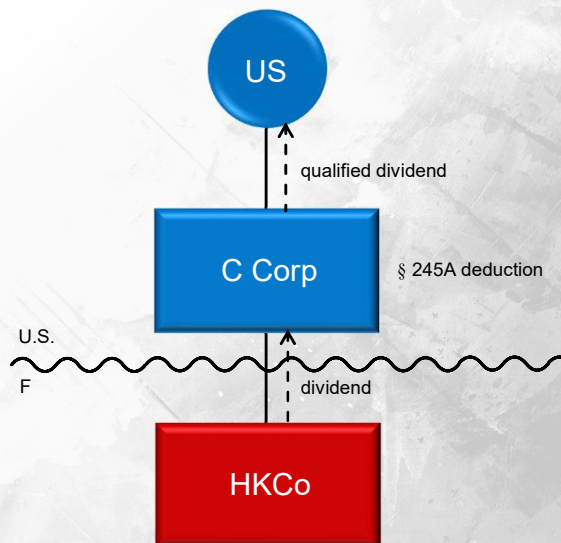 US
qualified dividend
C Corp
§ 245A deduction
U.S.
F
dividend
HKCo